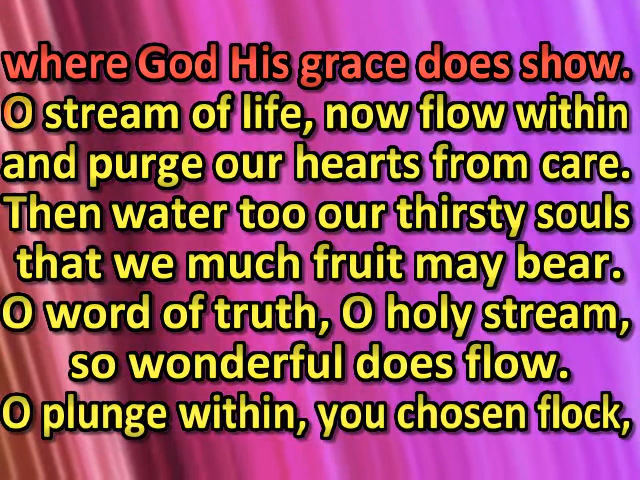 where God His grace does show.
O stream of life, now flow within
and purge our hearts from care.
Then water too our thirsty souls
that we much fruit may bear.
O word of truth, O holy stream,
so wonderful does flow.
O plunge within, you chosen flock,